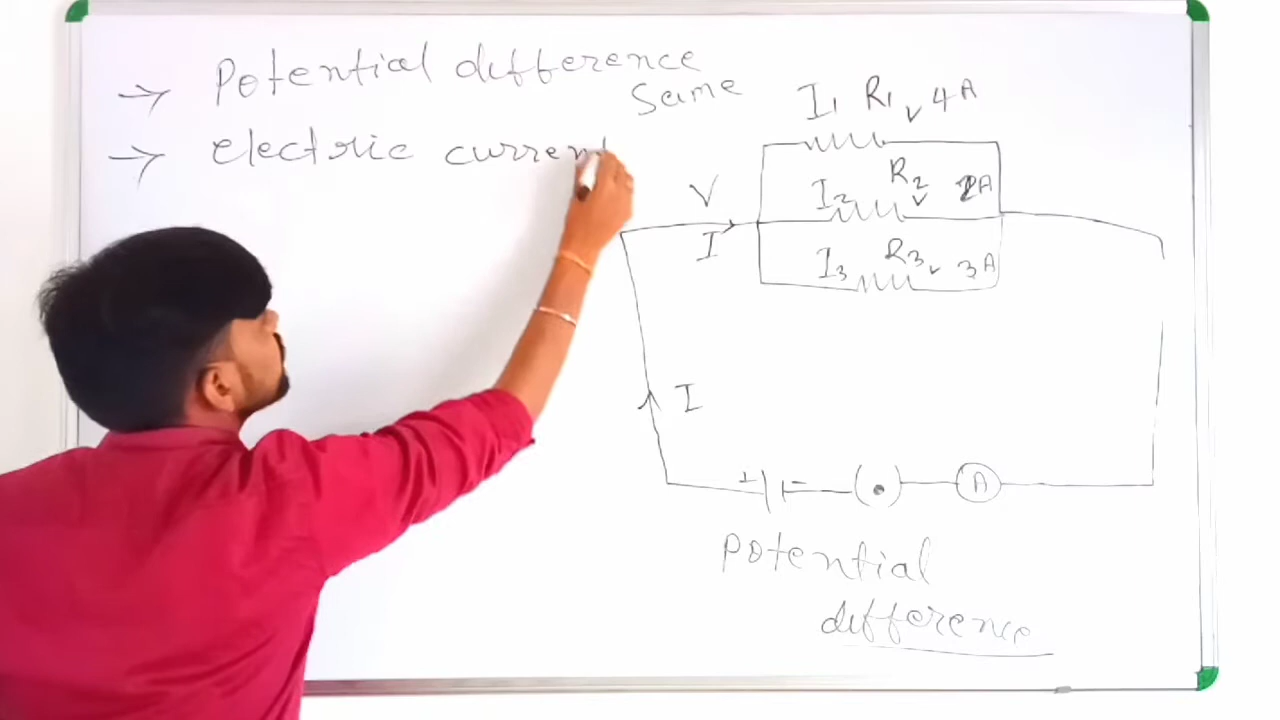 → Potential difference
Same
→ electric current
I1 R1 V 4A
I2 R2 V 2A
I3 R3 V 3A
V
I
I
A
Potential
difference